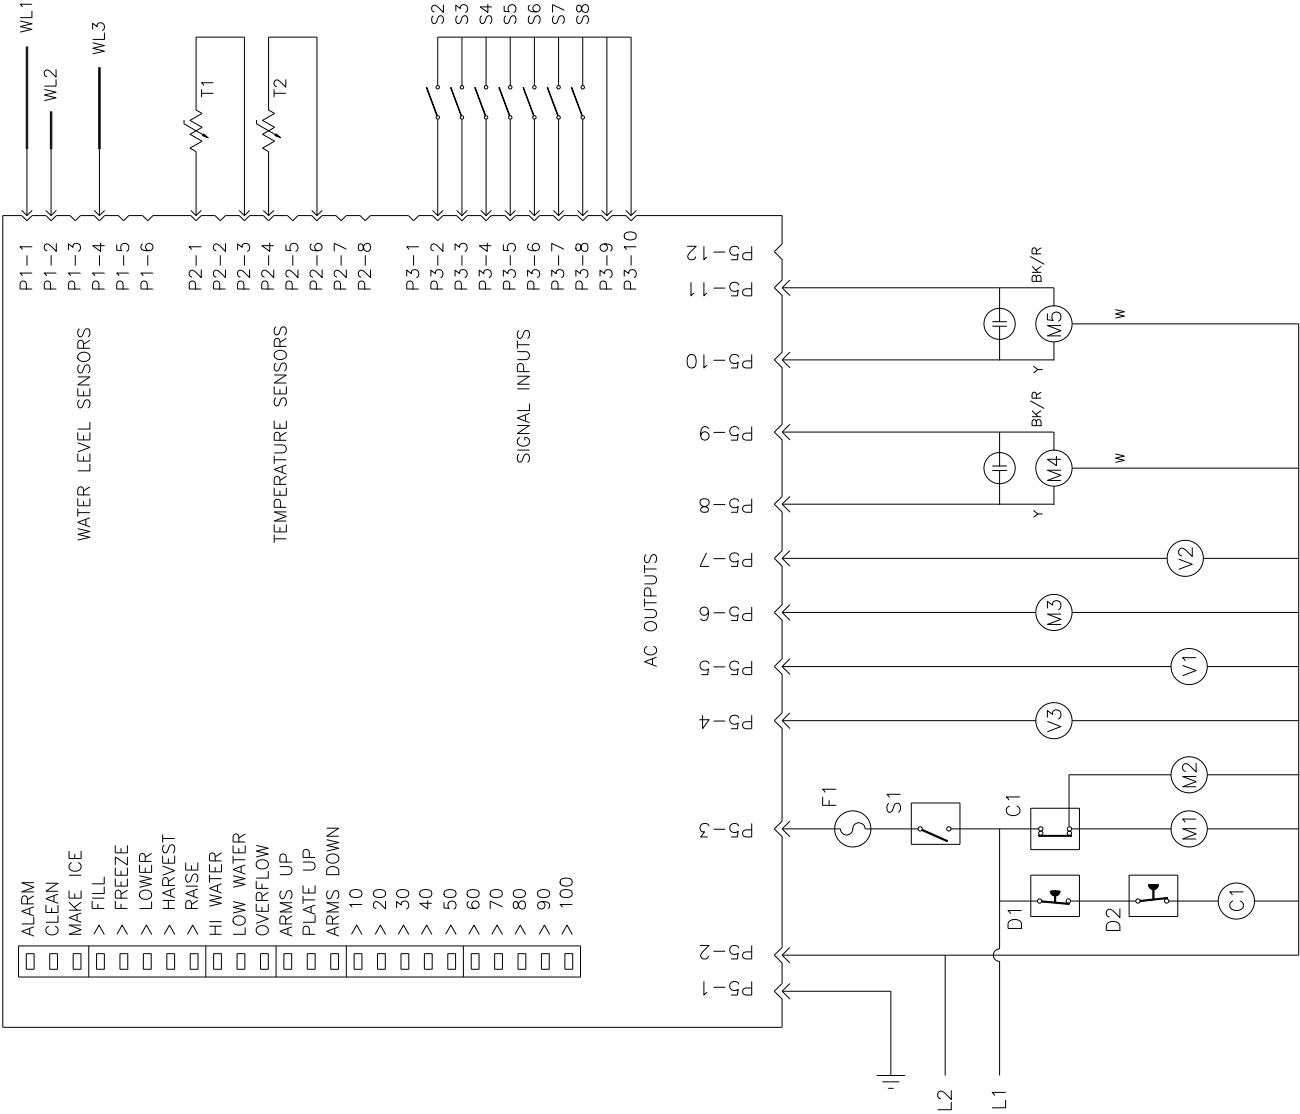 WL1
WL2
WL3
T1
T2
S2
S3
S4
S5
S6
S7
S8
P1-1
P1-2
P1-3
P1-4
P1-5
P1-6
P2-1
P2-2
P2-3
P2-4
P2-5
P2-6
P2-7
P2-8
P3-1
P3-2
P3-3
P3-4
P3-5
P3-6
P3-7
P3-8
P3-9
P3-10
WATER LEVEL SENSORS
TEMPERATURE SENSORS
SIGNAL INPUTS
AC OUTPUTS
P5-12
P5-11
P5-10
P5-9
P5-8
P5-7
P5-6
P5-5
P5-4
P5-3
P5-2
P5-1
BK/R
M5
W
Y
BK/R
M4
W
Y
V2
M3
V1
V3
M2
F1
S1
C1
M1
D1
D2
C1
L2
L1
ALARM
CLEAN
MAKE ICE
> FILL
> FREEZE
> LOWER
> HARVEST
> RAISE
HI WATER
LOW WATER
OVERFLOW
ARMS UP
PLATE UP
ARMS DOWN
> 10
> 20
> 30
> 40
> 50
> 60
> 70
> 80
> 90
> 100